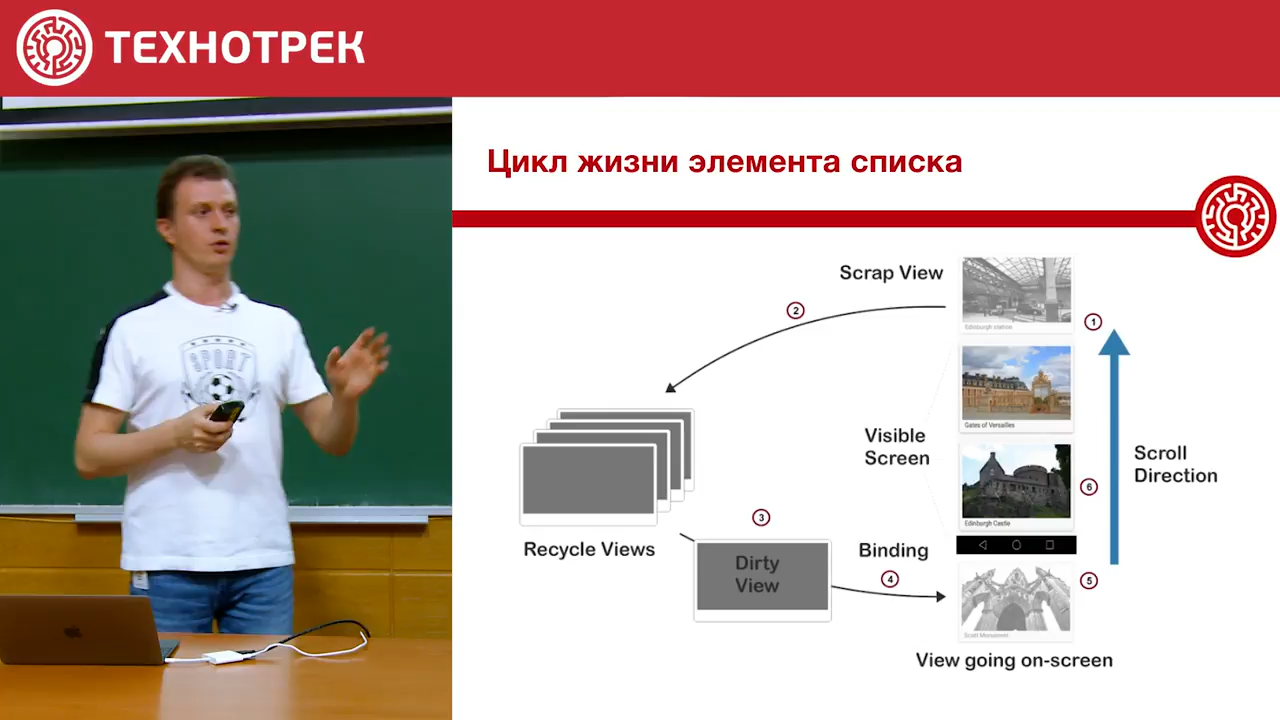 ТЕХНОТРЕК
Цикл жизни элемента списка
Scrap View
Edinburgh station
1
2
Gates of Versailles
Visible
Screen
Scroll
Direction
6
Edinburgh Castle
3
Recycle Views
Dirty
View
Binding
4
5
Scott Monument
View going on-screen
SPORT